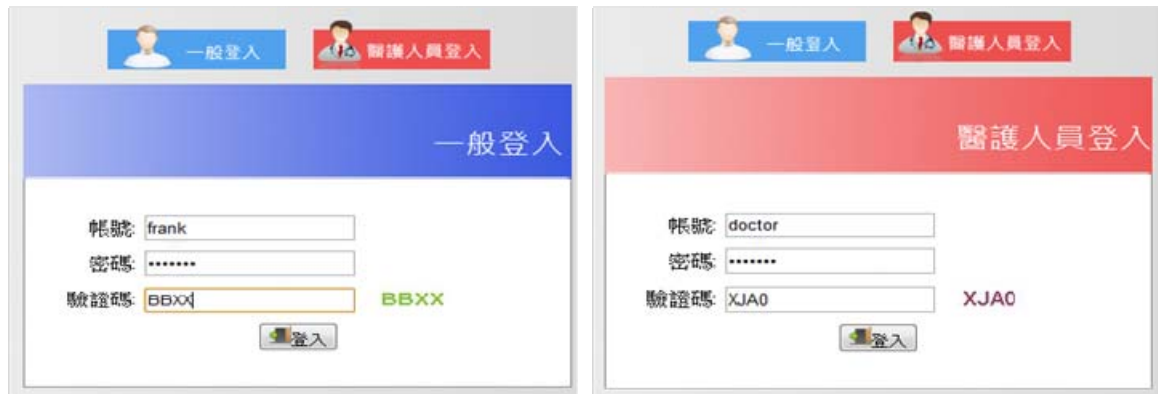 一般登入
醫護人員登入
一般登入
帳號: frank
密碼: •••••••
驗證碼: BBXX BBXX
登入
一般登入
醫護人員登入
醫護人員登入
帳號: doctor
密碼: •••••••
驗證碼: XJA0 XJA0
登入